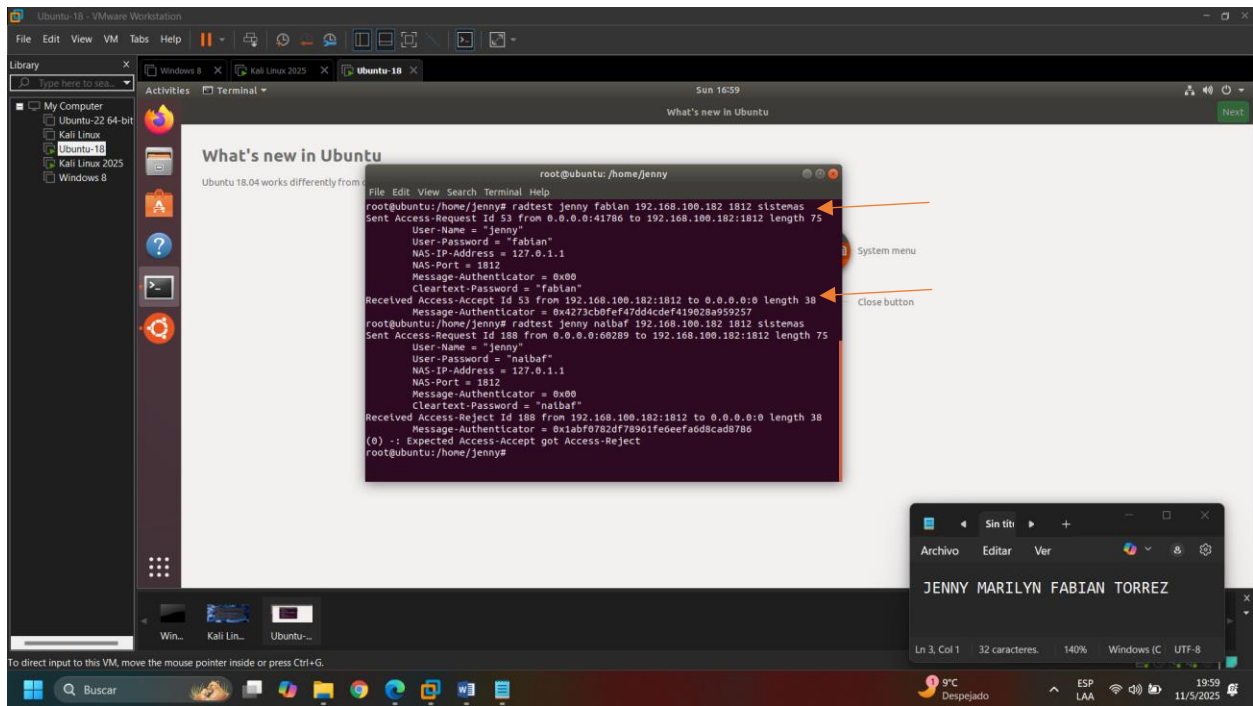 Ubuntu-18 - VMware Workstation
File Edit View VM Tabs Help
Library
Type here to sea...
My Computer
Ubuntu-22 64-bit
Kali Linux
Ubuntu-18
Kali Linux 2025
Windows 8
Windows 8
Kali Linux 2025
Ubuntu-18
Activities
Terminal
Sun 16:59
What's new in Ubuntu
Next
What's new in Ubuntu
Ubuntu 18.04 works differently from
root@ubuntu: /home/jenny
File Edit View Search Terminal Help
root@ubuntu:/home/jenny# radtest jenny fabian 192.168.100.182 1812 sistemas
Sent Access-Request Id 53 from 0.0.0.0:41786 to 192.168.100.182:1812 length 75
User-Name = "jenny"
User-Password = "fabian"
NAS-IP-Address = 127.0.1.1
NAS-Port = 1812
Message-Authenticator = 0x00
Cleartext-Password = "fabian"
Received Access-Accept Id 53 from 192.168.100.182:1812 to 0.0.0.0:0 length 38
Message-Authenticator = 0x4273cb0fef47dd4cdef419028a959257
root@ubuntu:/home/jenny# radtest jenny naibaf 192.168.100.182 1812 sistemas
Sent Access-Request Id 188 from 0.0.0.0:60289 to 192.168.100.182:1812 length 75
User-Name = "jenny"
User-Password = "naibaf"
NAS-IP-Address = 127.0.1.1
NAS-Port = 1812
Message-Authenticator = 0x00
Cleartext-Password = "naibaf"
Received Access-Reject Id 188 from 192.168.100.182:1812 to 0.0.0.0:0 length 38
Message-Authenticator = 0x1abf0782df78961fe6eefa6d8cad8786
(0) -: Expected Access-Accept got Access-Reject
root@ubuntu:/home/jenny#
System menu
Close button
Sin tít
Archivo Editar Ver
JENNY MARILYN FABIAN TORREZ
Ln 3, Col 1 32 caracteres. 140% Windows (C UTF-8
Win...
Kali Lin...
Ubuntu-...
To direct input to this VM, move the mouse pointer inside or press Ctrl+G.
Buscar
1
9°C
Despejado
ESP
LAA
19:59
11/5/2025